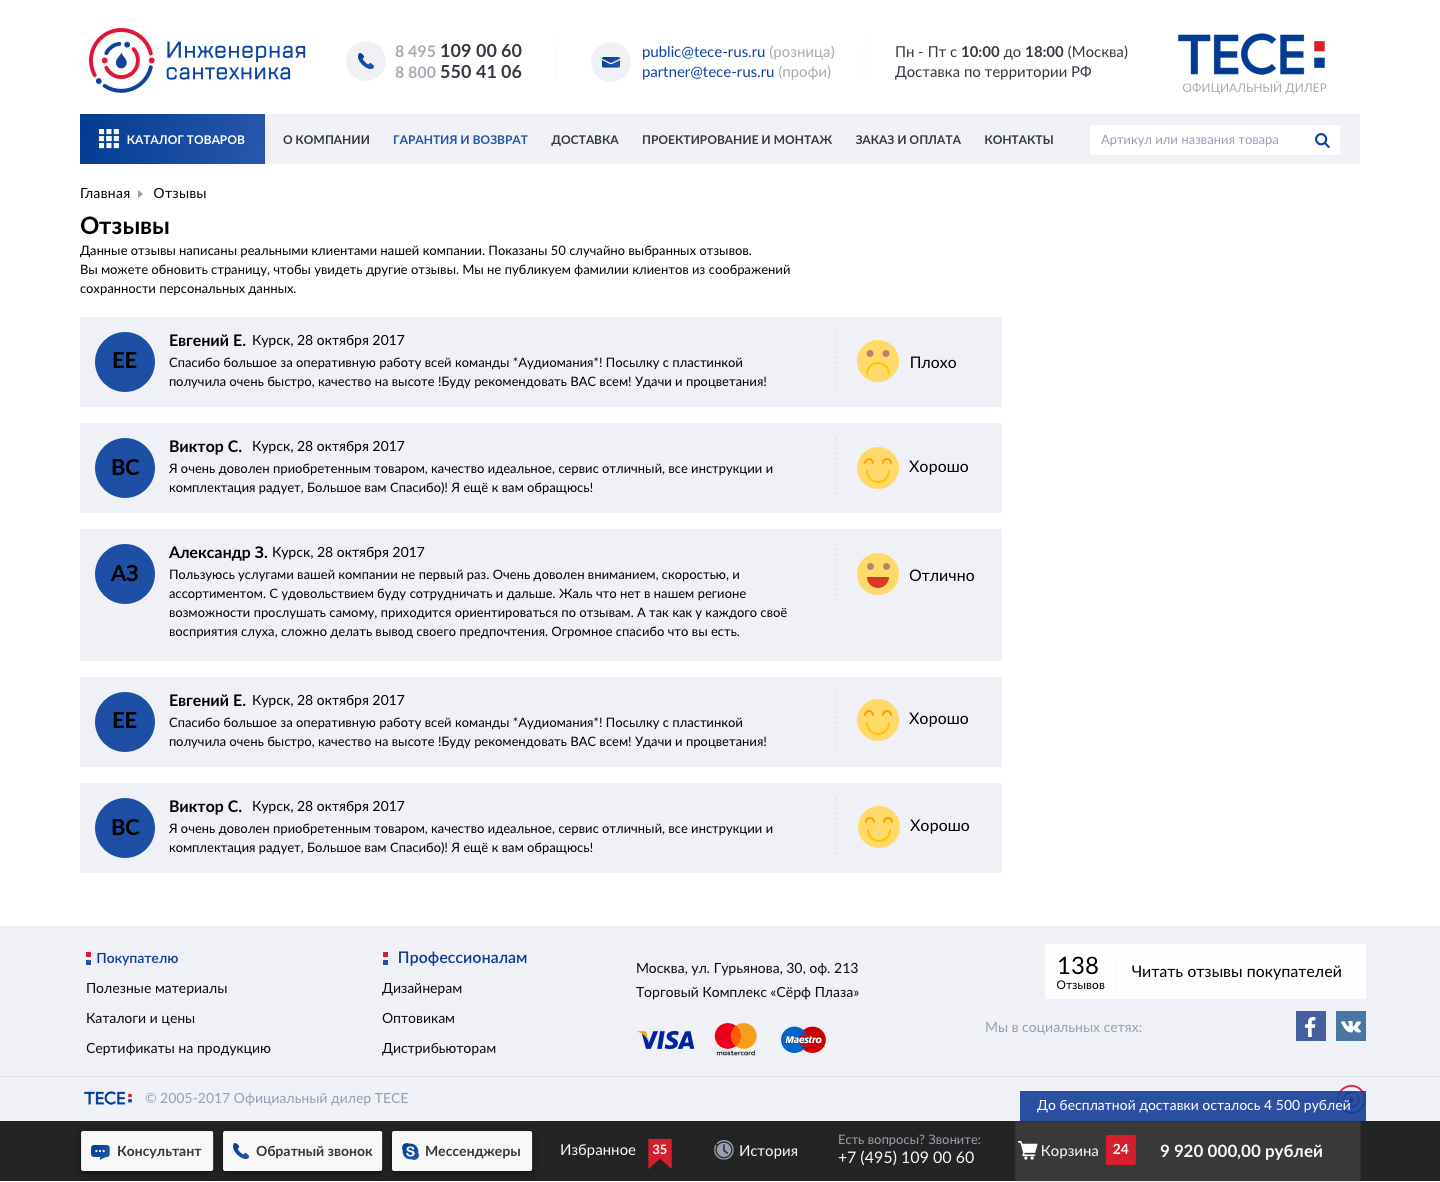 Инженерная
сантехника
8 495 109 00 60
8 800 550 41 06
public@tece-rus.ru (розница)
partner@tece-rus.ru (профи)
Пн - Пт с 10:00 до 18:00 (Москва)
Доставка по территории РФ
TECE
ОФИЦИАЛЬНЫЙ ДИЛЕР
КАТАЛОГ ТОВАРОВ
О КОМПАНИИ
ГАРАНТИЯ И ВОЗВРАТ
ДОСТАВКА
ПРОЕКТИРОВАНИЕ И МОНТАЖ
ЗАКАЗ И ОПЛАТА
КОНТАКТЫ
Артикул или названия товара
Главная Отзывы
Отзывы
Данные отзывы написаны реальными клиентами нашей компании. Показаны 50 случайно выбранных отзывов.
Вы можете обновить страницу, чтобы увидеть другие отзывы. Мы не публикуем фамилии клиентов из соображений
сохранности персональных данных.
ЕЕ
Евгений Е. Курск, 28 октября 2017
Спасибо большое за оперативную работу всей команды *Аудиомания*! Посылку с пластинкой
получила очень быстро, качество на высоте !Буду рекомендовать ВАС всем! Удачи и процветания!
Плохо
ВС
Виктор С. Курск, 28 октября 2017
Я очень доволен приобретенным товаром, качество идеальное, сервис отличный, все инструкции и
комплектация радует, Большое вам Спасибо)! Я ещё к вам обращюсь!
Хорошо
АЗ
Александр З. Курск, 28 октября 2017
Пользуюсь услугами вашей компании не первый раз. Очень доволен вниманием, скоростью, и
ассортиментом. С удовольствием буду сотрудничать и дальше. Жаль что нет в нашем регионе
возможности прослушать самому, приходится ориентироваться по отзывам. А так как у каждого своё
восприятия слуха, сложно делать вывод своего предпочтения. Огромное спасибо что вы есть.
Отлично
ЕЕ
Евгений Е. Курск, 28 октября 2017
Спасибо большое за оперативную работу всей команды *Аудиомания*! Посылку с пластинкой
получила очень быстро, качество на высоте !Буду рекомендовать ВАС всем! Удачи и процветания!
Хорошо
ВС
Виктор С. Курск, 28 октября 2017
Я очень доволен приобретенным товаром, качество идеальное, сервис отличный, все инструкции и
комплектация радует, Большое вам Спасибо)! Я ещё к вам обращюсь!
Хорошо
Покупателю
Полезные материалы
Каталоги и цены
Сертификаты на продукцию
Профессионалам
Дизайнерам
Оптовикам
Дистрибьюторам
Москва, ул. Гурьянова, 30, оф. 213
Торговый Комплекс «Сёрф Плаза»
VISA
mastercard
Maestro
138
Отзывов
Читать отзывы покупателей
Мы в социальных сетях:
TECE
© 2005-2017 Официальный дилер TECE
До бесплатной доставки осталось 4 500 рублей
Консультант
Обратный звонок
Мессенджеры
Избранное 35
История
Есть вопросы? Звоните:
+7 (495) 109 00 60
Корзина 24
9 920 000,00 рублей